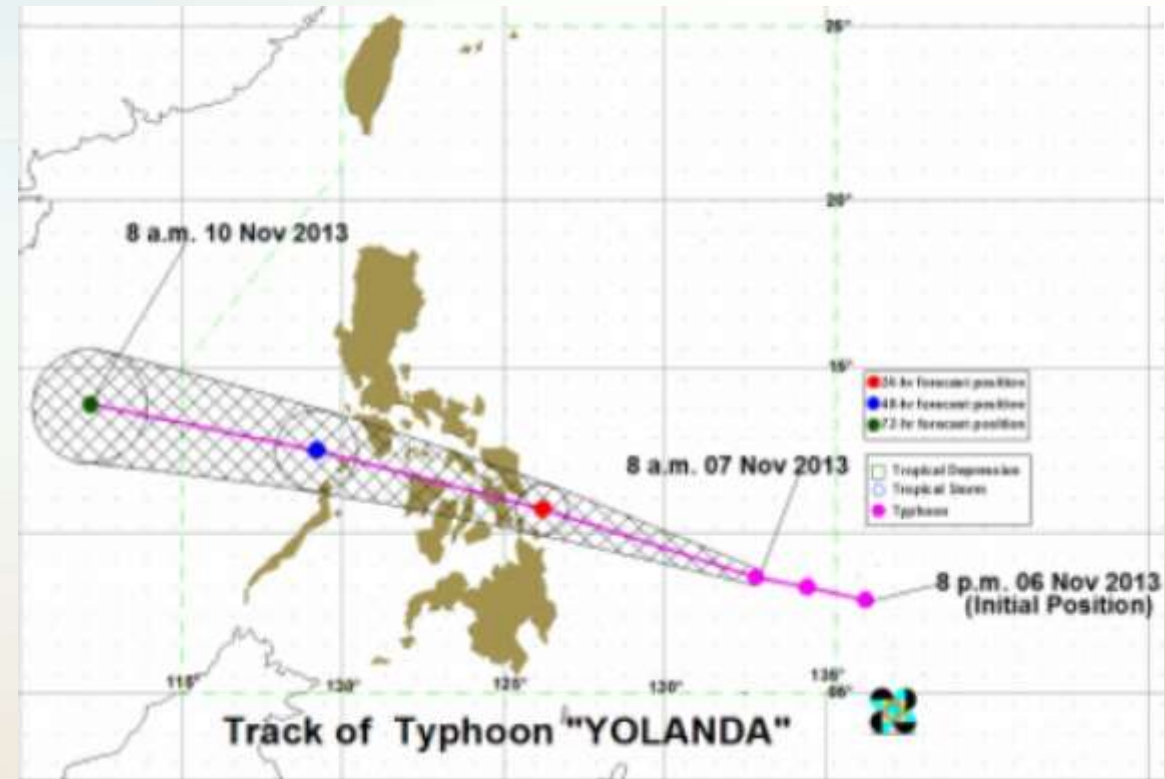 25°
20°
8 a.m. 10 Nov 2013
15°
24-hr forecast position
48-hr forecast position
72-hr forecast position
8 a.m. 07 Nov 2013
Tropical Depression
Tropical Storm
Typhoon
8 p.m. 06 Nov 2013
(Initial Position)
115°
125°
130°
135°
05°
Track of Typhoon "YOLANDA"